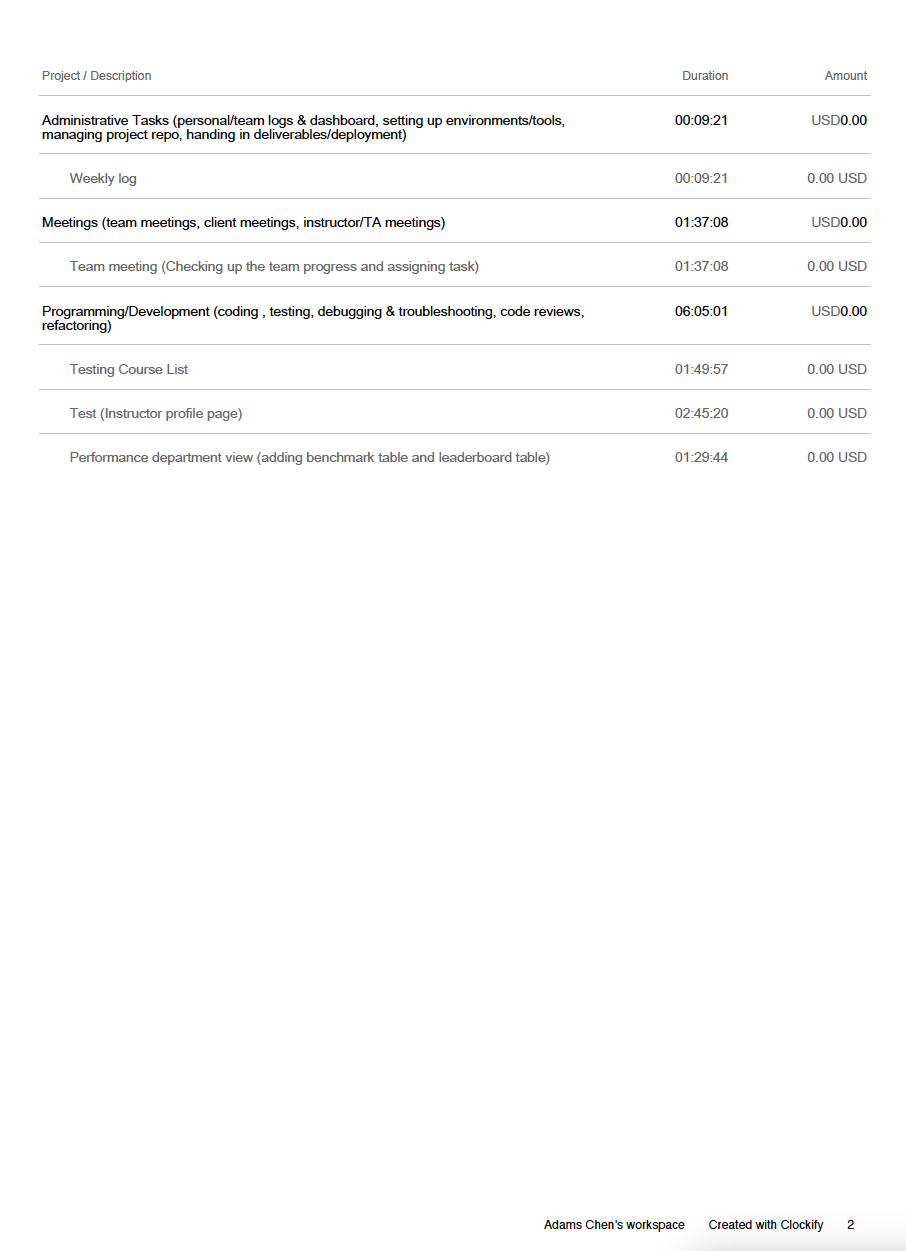 Project / Description Duration Amount
Administrative Tasks (personal/team logs & dashboard, setting up environments/tools, 00:09:21 USD0.00
managing project repo, handing in deliverables/deployment)
Weekly log 00:09:21 0.00 USD
Meetings (team meetings, client meetings, instructor/TA meetings) 01:37:08 USD0.00
Team meeting (Checking up the team progress and assigning task) 01:37:08 0.00 USD
Programming/Development (coding , testing, debugging & troubleshooting, code reviews, 06:05:01 USD0.00
refactoring)
Testing Course List 01:49:57 0.00 USD
Test (Instructor profile page) 02:45:20 0.00 USD
Performance department view (adding benchmark table and leaderboard table) 01:29:44 0.00 USD
Adams Chen's workspace Created with Clockify 2